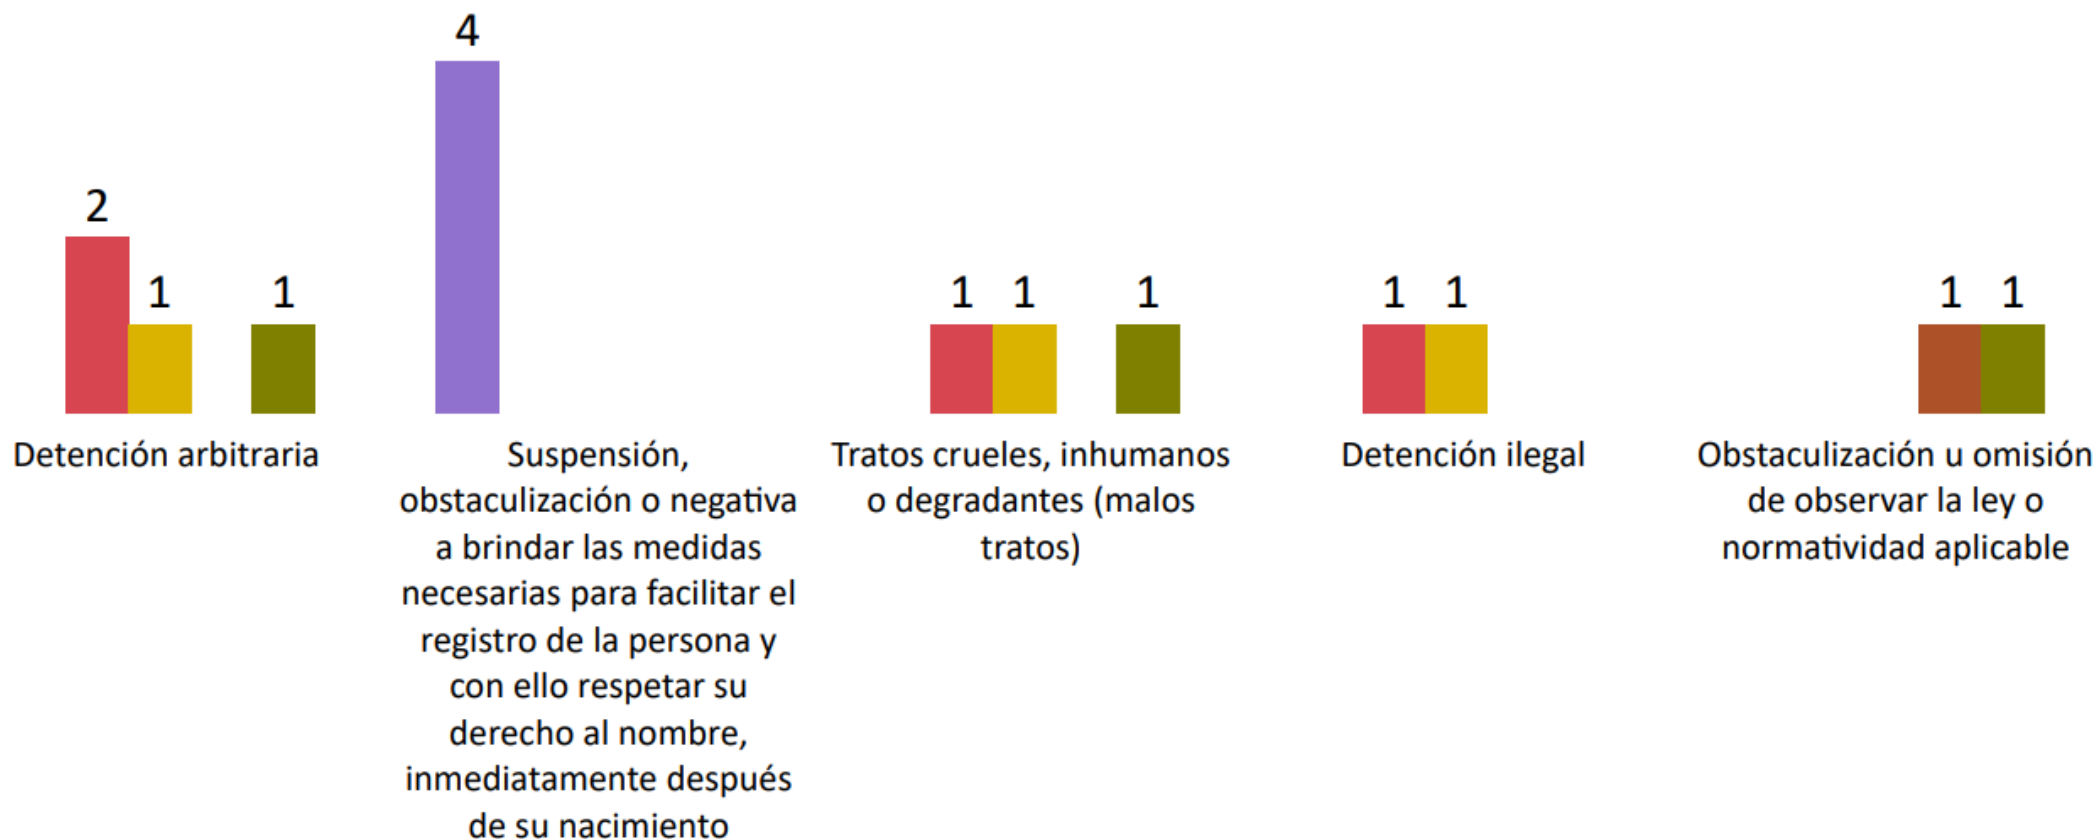 4
2
1
1
1
1
1
1
1
1
1
Detención arbitraria
Suspensión,
obstaculización o negativa
a brindar las medidas
necesarias para facilitar el
registro de la persona y
con ello respetar su
derecho al nombre,
inmediatamente después
de su nacimiento
Tratos crueles, inhumanos
o degradantes (malos
tratos)
Detención ilegal
Obstaculización u omisión
de observar la ley o
normatividad aplicable